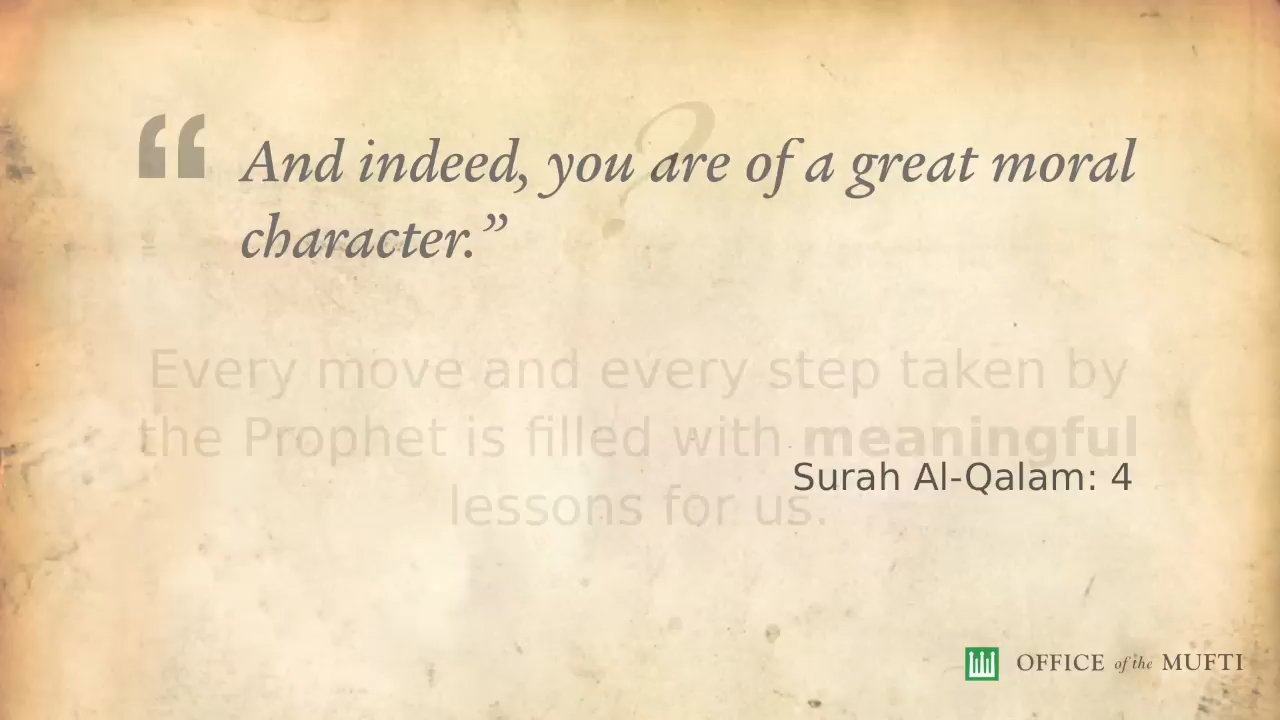 ?
“ And indeed, you are of a great moral
character.”
Every move and every step taken by
the Prophet is filled with meaningful
lessons for us.
Surah Al-Qalam: 4
OFFICE of the MUFTI